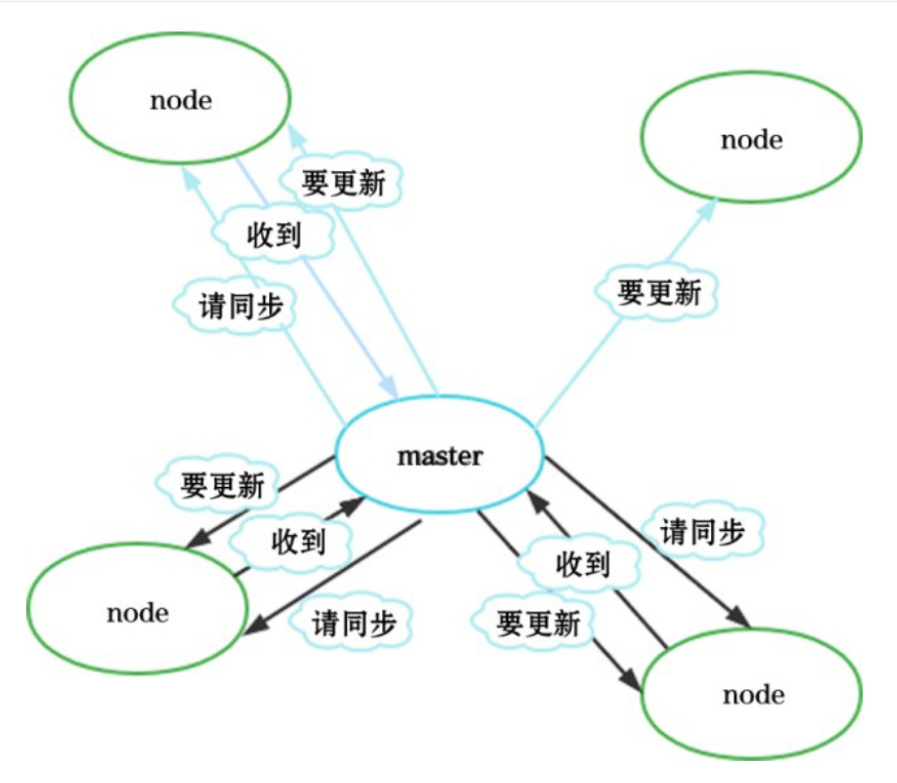 node
node
要更新
收到
要更新
请同步
master
要更新
请同步
收到
收到
node
请同步
要更新
node